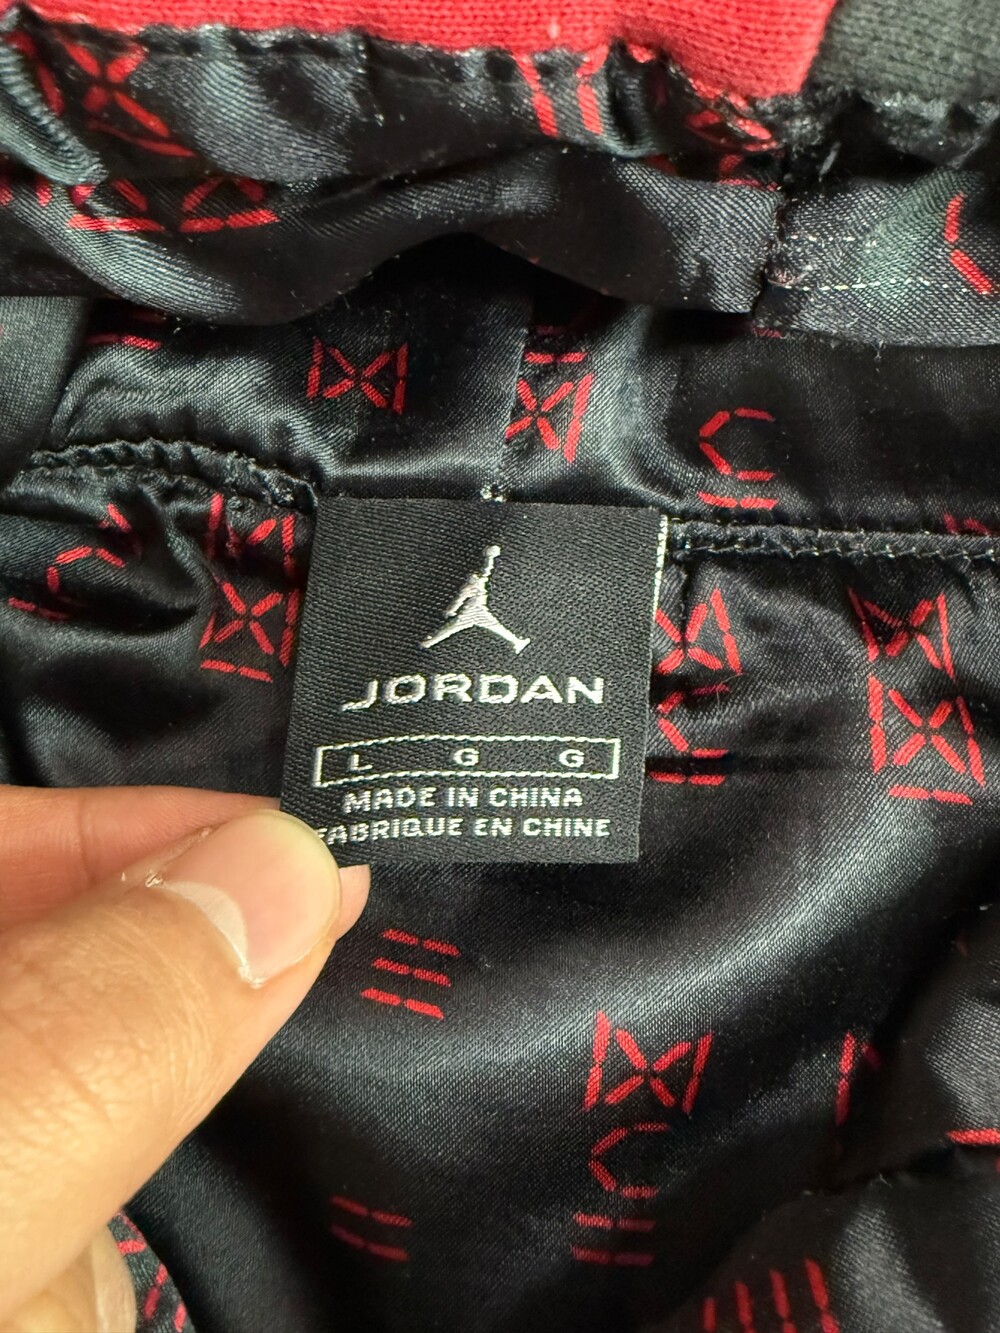 JORDAN
L G G
MADE IN CHINA
FABRIQUE EN CHINE